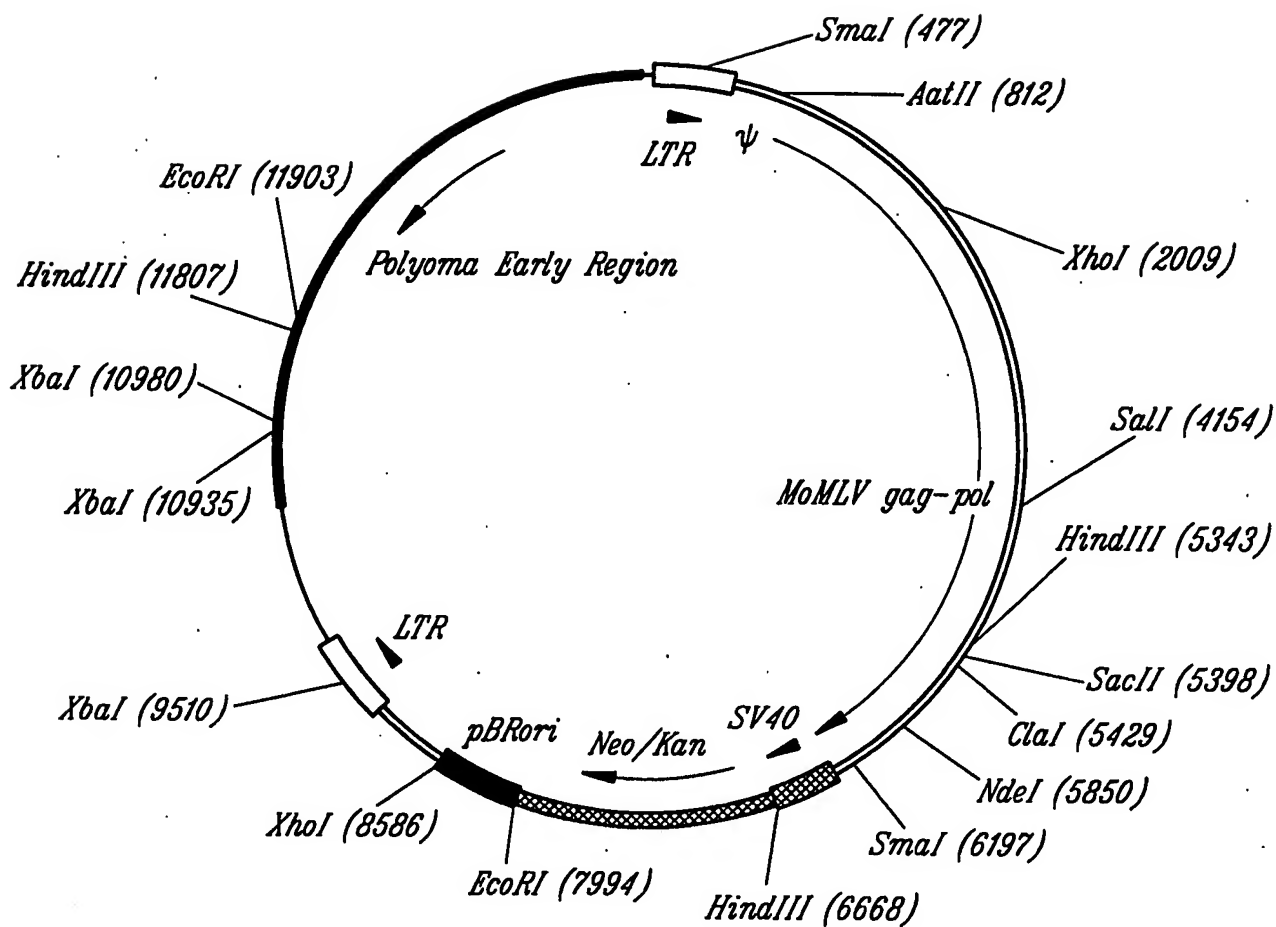 SmaI (477)
AatII (812)
LTR
ψ
EcoRI (11903)
Polyoma Early Region
XhoI (2009)
HindIII (11807)
XbaI (10980)
SalI (4154)
XbaI (10935)
MoMLV gag-pol
HindIII (5343)
LTR
SacII (5398)
XbaI (9510)
pBRori
Neo/Kan
SV40
ClaI (5429)
NdeI (5850)
XhoI (8586)
SmaI (6197)
EcoRI (7994)
HindIII (6668)